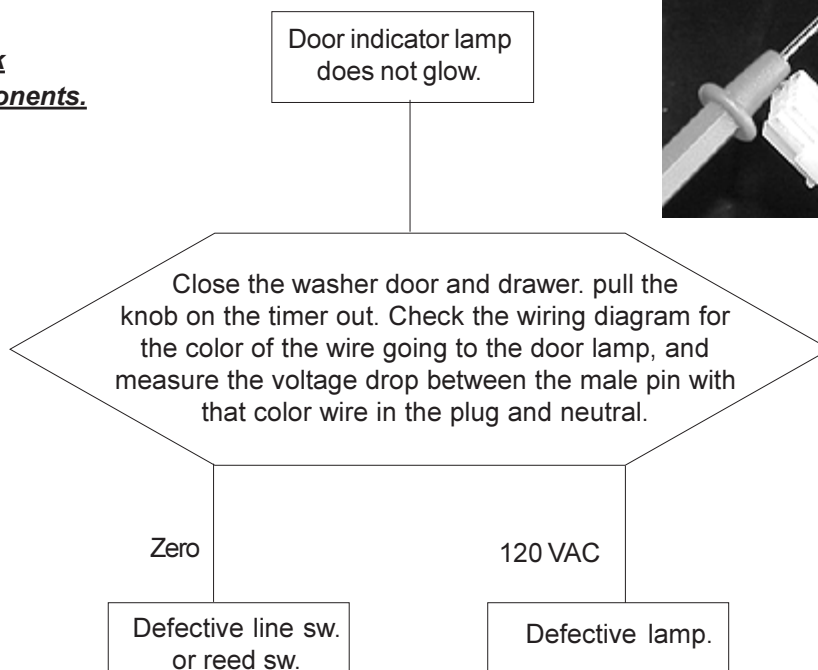 onents.
Door indicator lamp
does not glow.
Close the washer door and drawer. pull the
knob on the timer out. Check the wiring diagram for
the color of the wire going to the door lamp, and
measure the voltage drop between the male pin with
that color wire in the plug and neutral.
Zero
120 VAC
Defective line sw.
or reed sw.
Defective lamp.